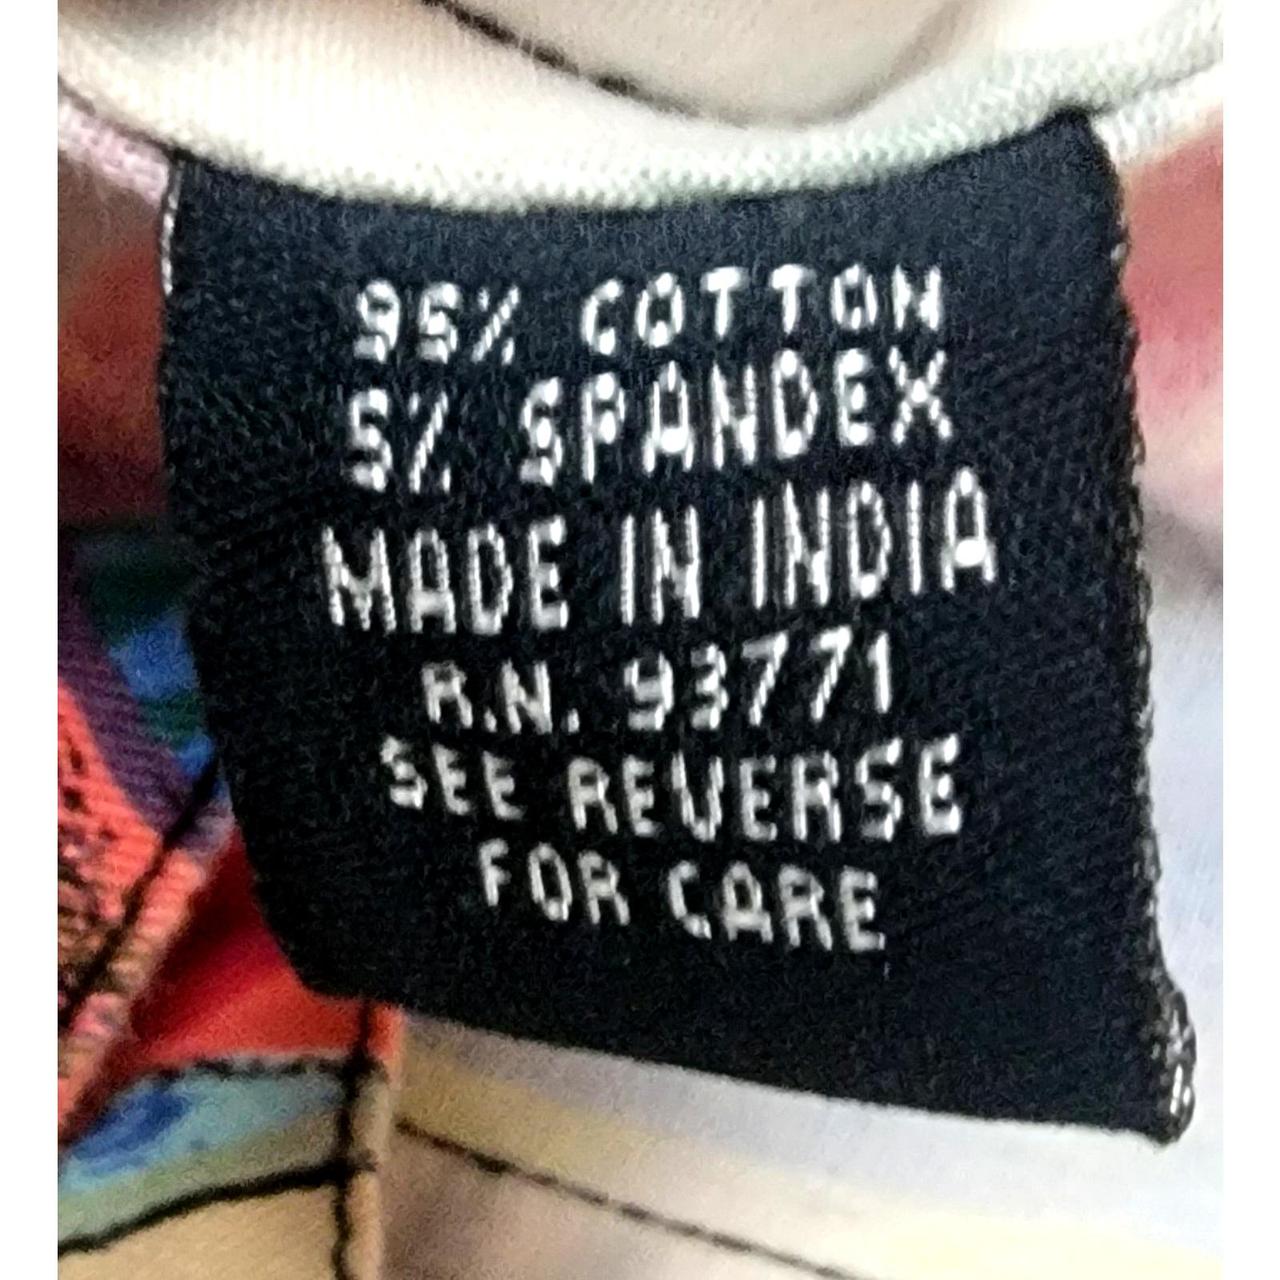 95% COTTON
5% SPANDEX
MADE IN INDIA
R.N. 93771
SEE REVERSE
FOR CARE